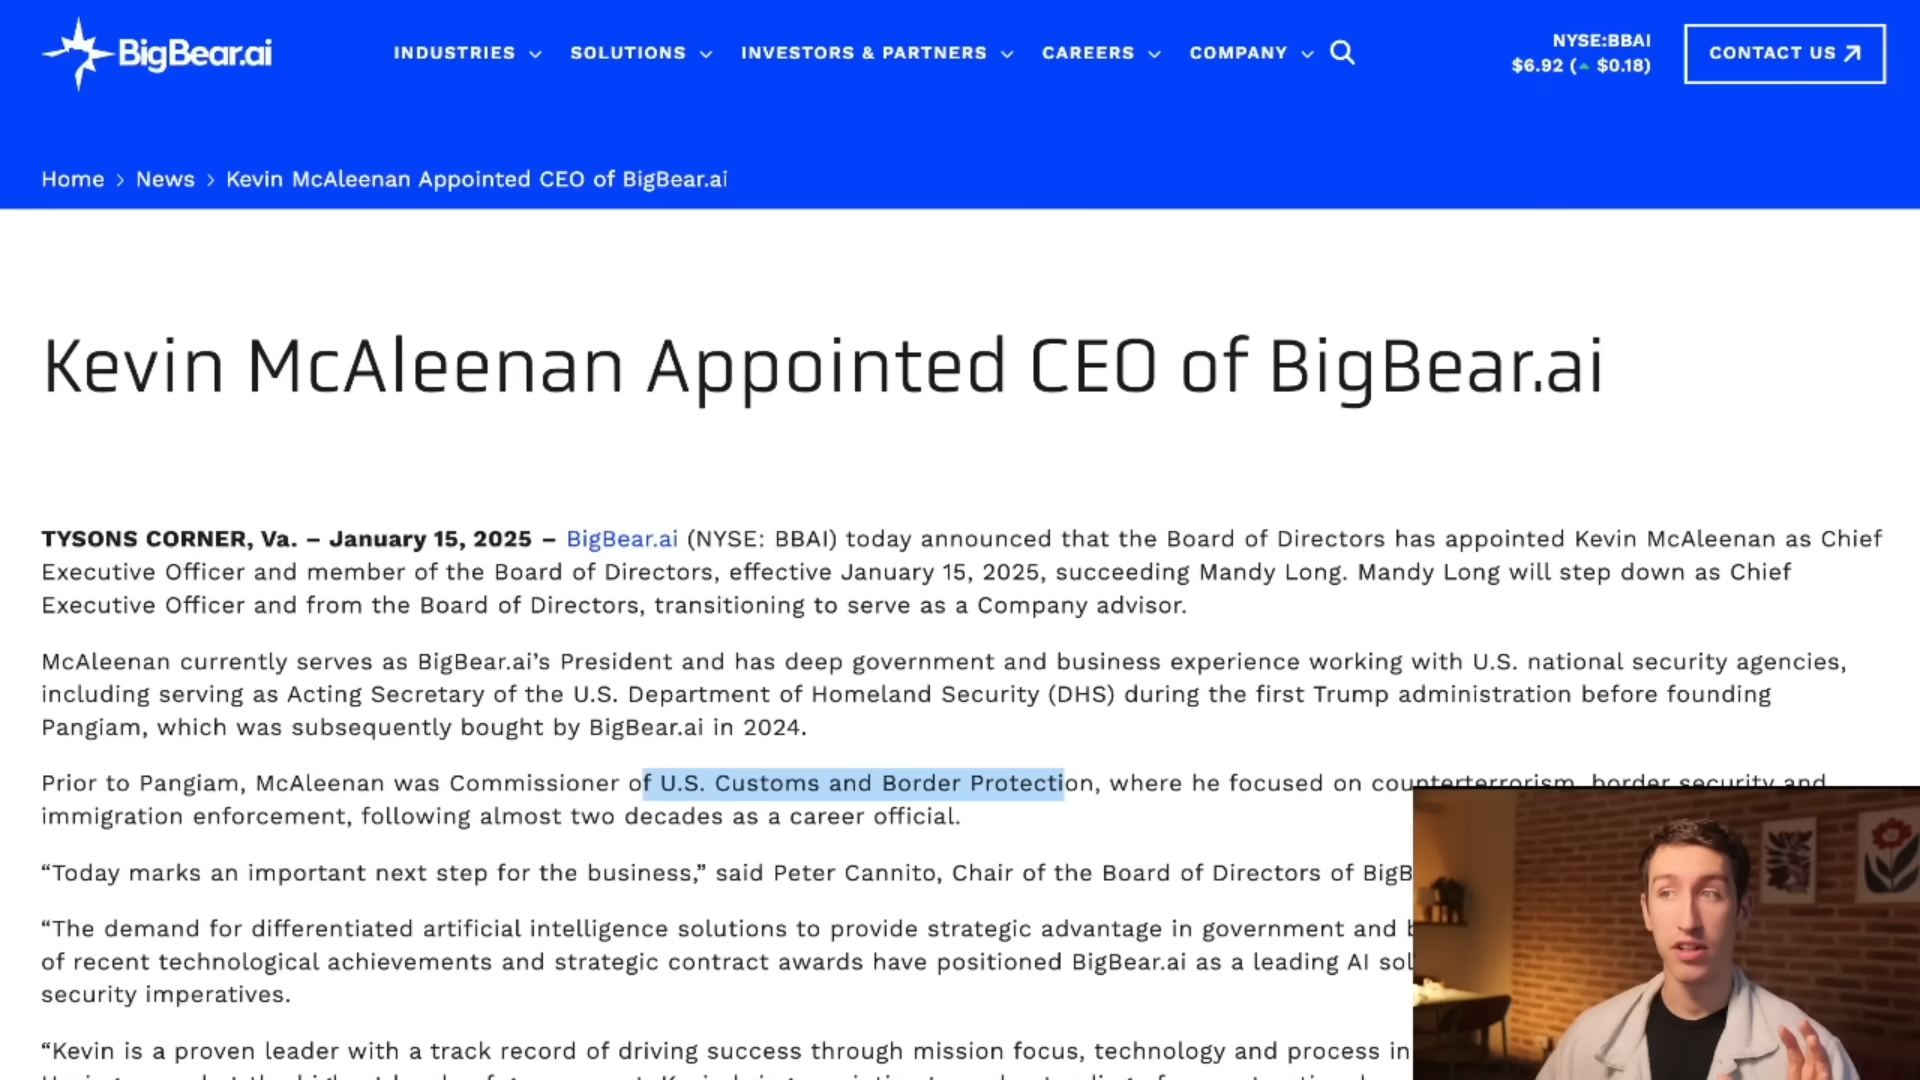 BigBear.ai
INDUSTRIES
SOLUTIONS
INVESTORS & PARTNERS
CAREERS
COMPANY
NYSE:BBAI
$6.92 ( $0.18)
CONTACT US
Home > News > Kevin McAleenan Appointed CEO of BigBear.ai
Kevin McAleenan Appointed CEO of BigBear.ai
TYSONS CORNER, Va. – January 15, 2025 – BigBear.ai (NYSE: BBAI) today announced that the Board of Directors has appointed Kevin McAleenan as Chief
Executive Officer and member of the Board of Directors, effective January 15, 2025, succeeding Mandy Long. Mandy Long will step down as Chief
Executive Officer and from the Board of Directors, transitioning to serve as a Company advisor.
McAleenan currently serves as BigBear.ai’s President and has deep government and business experience working with U.S. national security agencies,
including serving as Acting Secretary of the U.S. Department of Homeland Security (DHS) during the first Trump administration before founding
Pangiam, which was subsequently bought by BigBear.ai in 2024.
Prior to Pangiam, McAleenan was Commissioner of U.S. Customs and Border Protection, where he focused on counterterrorism, border security and
immigration enforcement, following almost two decades as a career official.
“Today marks an important next step for the business,” said Peter Cannito, Chair of the Board of Directors of BigB
“The demand for differentiated artificial intelligence solutions to provide strategic advantage in government and
of recent technological achievements and strategic contract awards have positioned BigBear.ai as a leading AI sol
security imperatives.
“Kevin is a proven leader with a track record of driving success through mission focus, technology and process in